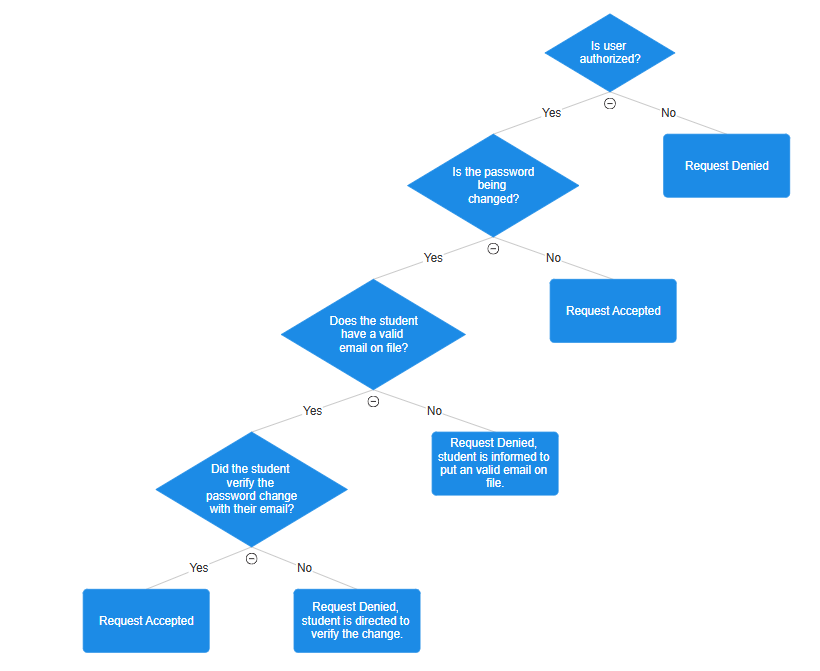 Is user
authorized?
Yes
No
Is the password
being
changed?
Request Denied
Yes
No
Does the student
have a valid
email on file?
Request Accepted
Yes
No
Did the student
verify the
password change
with their email?
Request Denied,
student is informed to
put an valid email on
file.
Yes
No
Request Accepted
Request Denied,
student is directed to
verify the change.